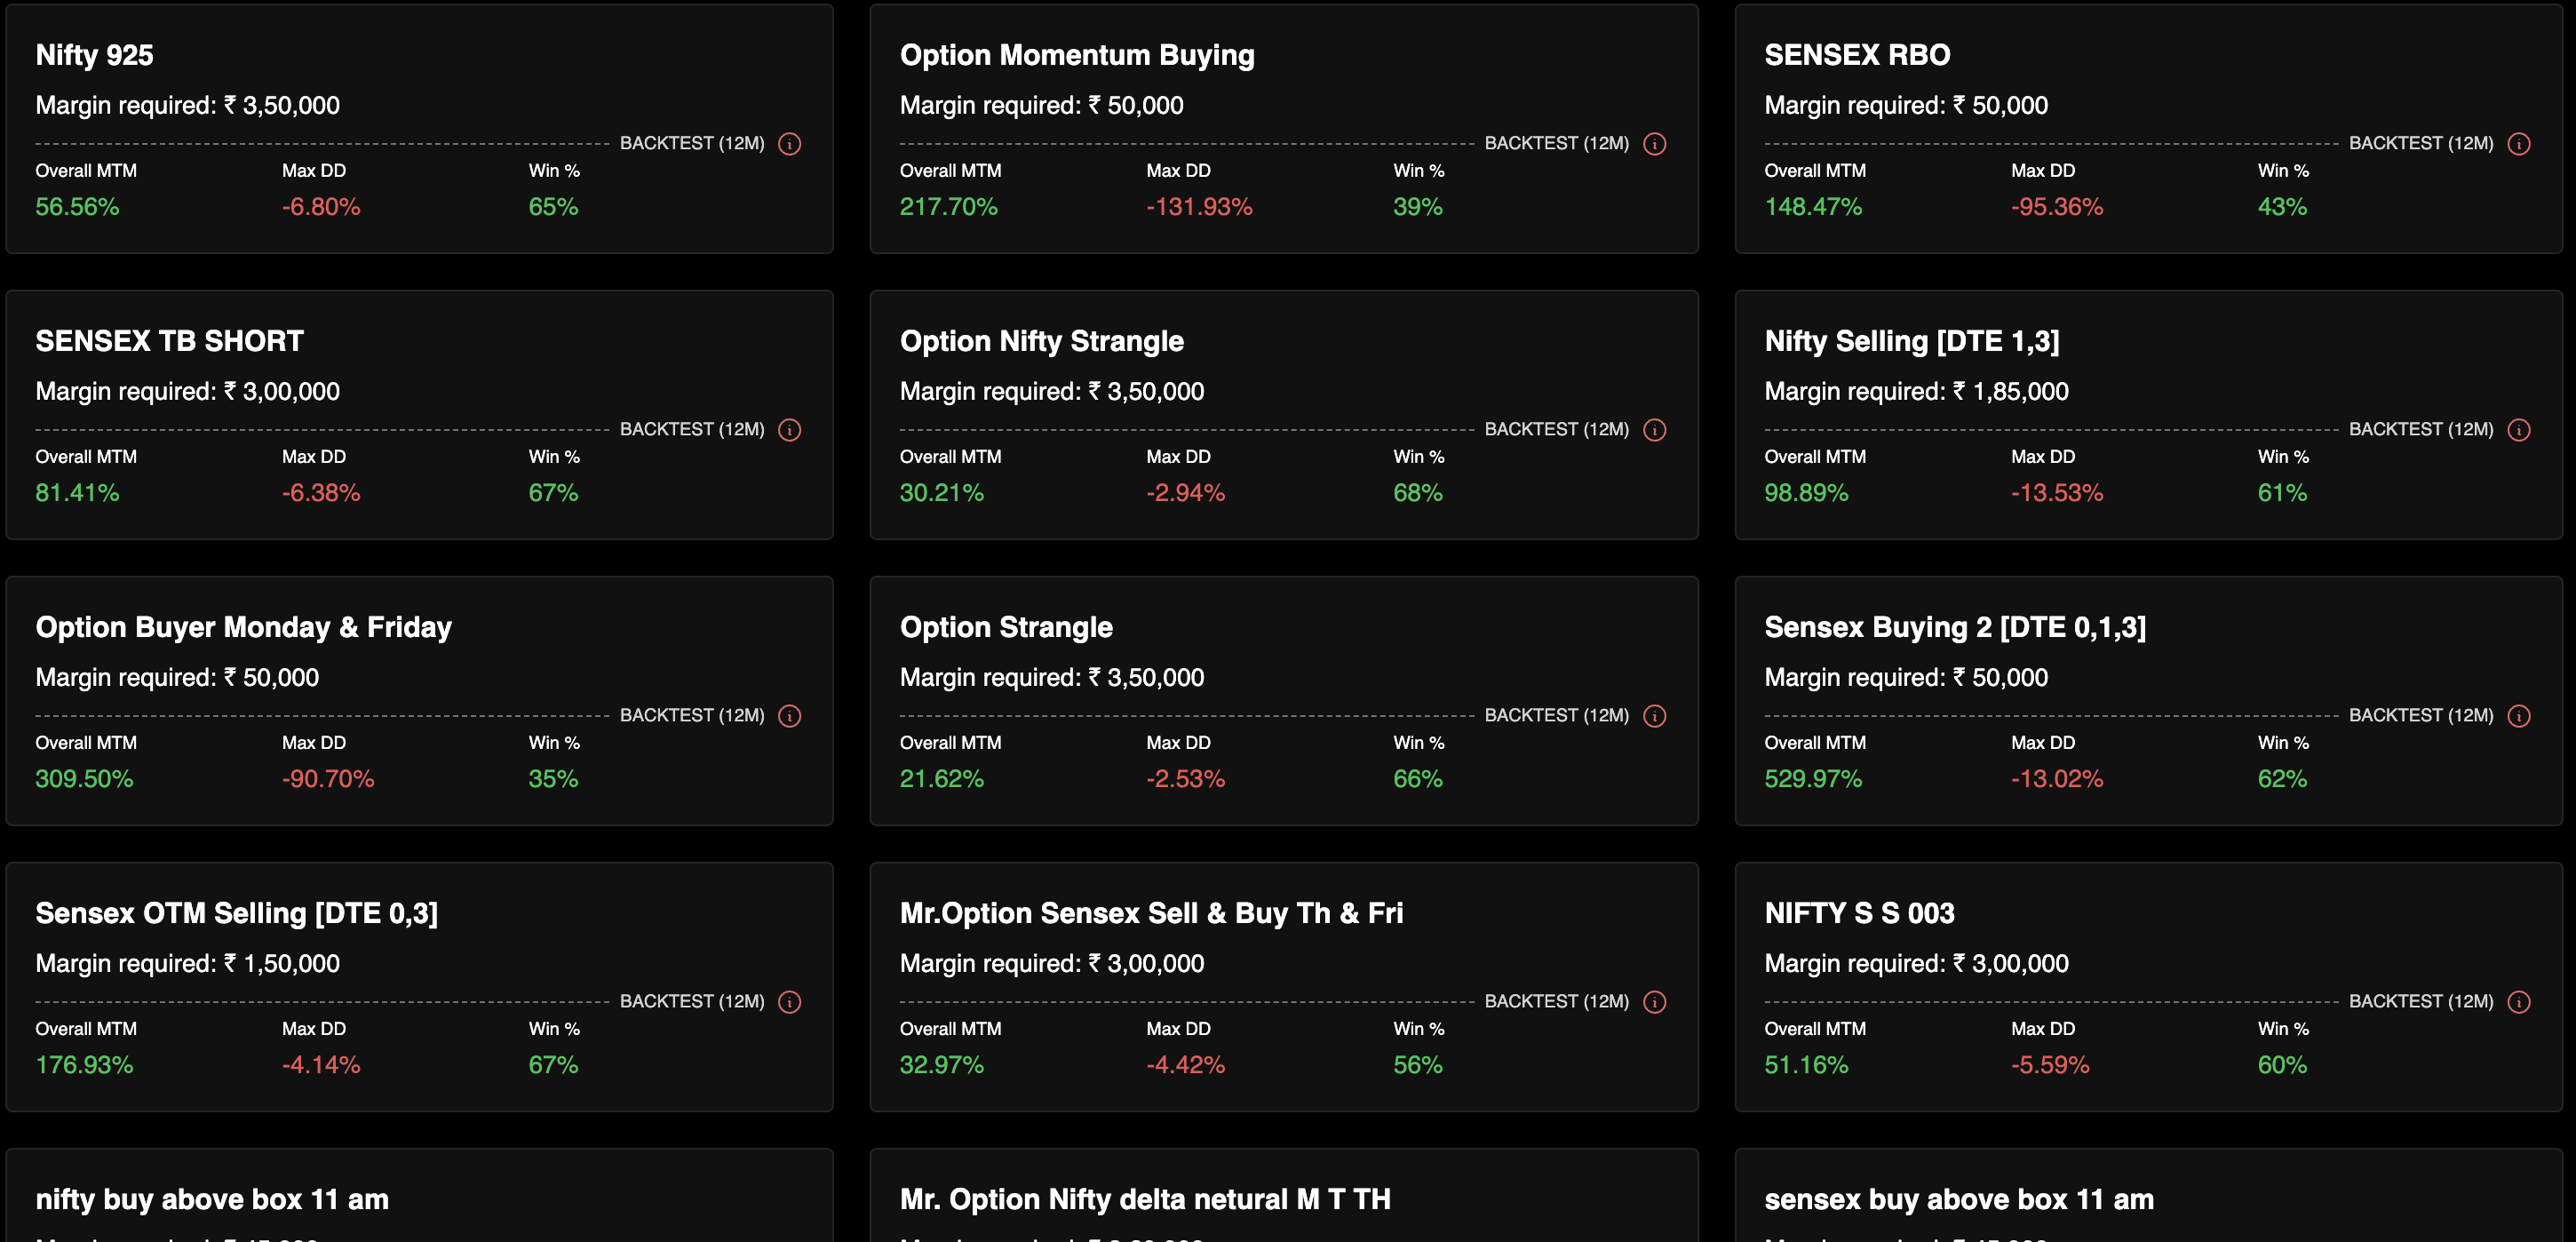 Nifty 925
Margin required: ₹ 3,50,000
BACKTEST (12M)
Overall MTM Max DD Win %
56.56% -6.80% 65%
Option Momentum Buying
Margin required: ₹ 50,000
BACKTEST (12M)
Overall MTM Max DD Win %
217.70% -131.93% 39%
SENSEX RBO
Margin required: ₹ 50,000
BACKTEST (12M)
Overall MTM Max DD Win %
148.47% -95.36% 43%
SENSEX TB SHORT
Margin required: ₹ 3,00,000
BACKTEST (12M)
Overall MTM Max DD Win %
81.41% -6.38% 67%
Option Nifty Strangle
Margin required: ₹ 3,50,000
BACKTEST (12M)
Overall MTM Max DD Win %
30.21% -2.94% 68%
Nifty Selling [DTE 1,3]
Margin required: ₹ 1,85,000
BACKTEST (12M)
Overall MTM Max DD Win %
98.89% -13.53% 61%
Option Buyer Monday & Friday
Margin required: ₹ 50,000
BACKTEST (12M)
Overall MTM Max DD Win %
309.50% -90.70% 35%
Option Strangle
Margin required: ₹ 3,50,000
BACKTEST (12M)
Overall MTM Max DD Win %
21.62% -2.53% 66%
Sensex Buying 2 [DTE 0,1,3]
Margin required: ₹ 50,000
BACKTEST (12M)
Overall MTM Max DD Win %
529.97% -13.02% 62%
Sensex OTM Selling [DTE 0,3]
Margin required: ₹ 1,50,000
BACKTEST (12M)
Overall MTM Max DD Win %
176.93% -4.14% 67%
Mr.Option Sensex Sell & Buy Th & Fri
Margin required: ₹ 3,00,000
BACKTEST (12M)
Overall MTM Max DD Win %
32.97% -4.42% 56%
NIFTY S S 003
Margin required: ₹ 3,00,000
BACKTEST (12M)
Overall MTM Max DD Win %
51.16% -5.59% 60%
nifty buy above box 11 am
Mr. Option Nifty delta netural M T TH
sensex buy above box 11 am